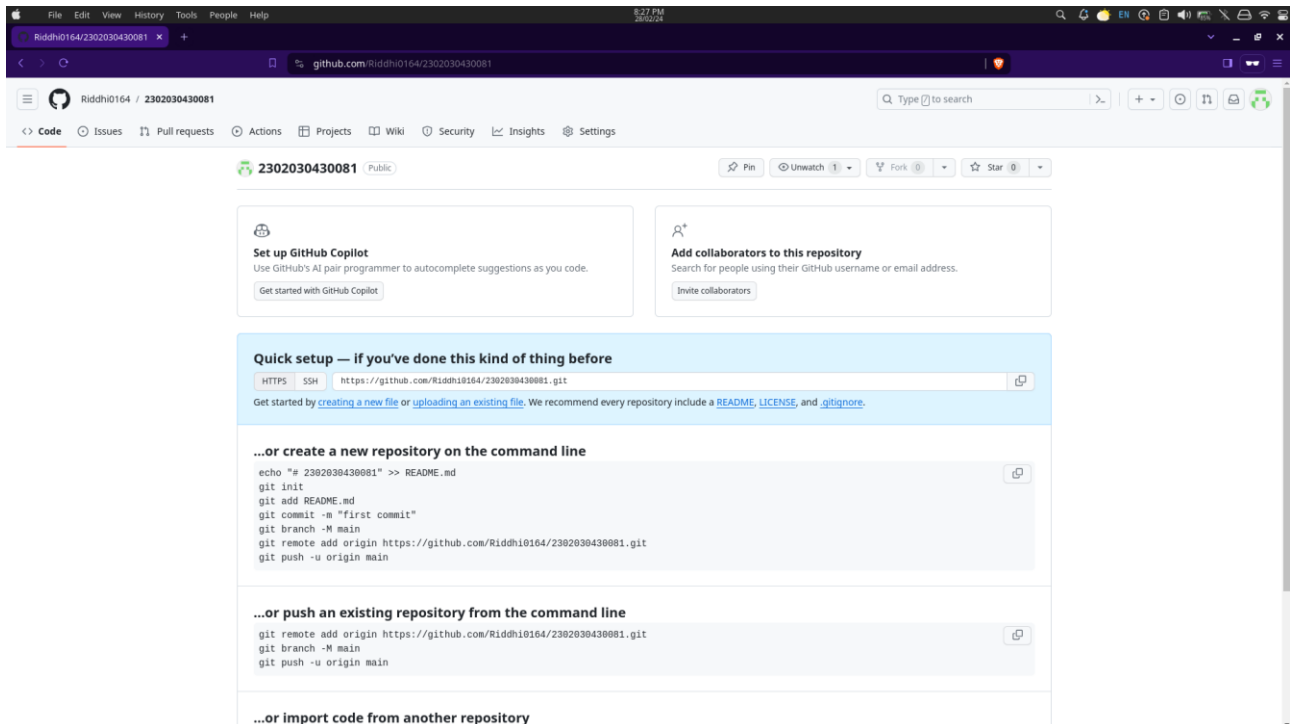 File Edit View History Tools People Help
8:27 PM
28/02/24
EN
Riddhi0164/2302030430081
github.com/Riddhi0164/2302030430081
Riddhi0164 / 2302030430081
Type / to search
Code Issues Pull requests Actions Projects Wiki Security Insights Settings
2302030430081 Public
Pin Unwatch 1 Fork 0 Star 0
Set up GitHub Copilot
Use GitHub's AI pair programmer to autocomplete suggestions as you code.
Get started with GitHub Copilot
Add collaborators to this repository
Search for people using their GitHub username or email address.
Invite collaborators
Quick setup — if you've done this kind of thing before
HTTPS SSH https://github.com/Riddhi0164/2302030430081.git
Get started by creating a new file or uploading an existing file. We recommend every repository include a README, LICENSE, and .gitignore.
...or create a new repository on the command line
echo "# 2302030430081" >> README.md
git init
git add README.md
git commit -m "first commit"
git branch -M main
git remote add origin https://github.com/Riddhi0164/2302030430081.git
git push -u origin main
...or push an existing repository from the command line
git remote add origin https://github.com/Riddhi0164/2302030430081.git
git branch -M main
git push -u origin main
...or import code from another repository